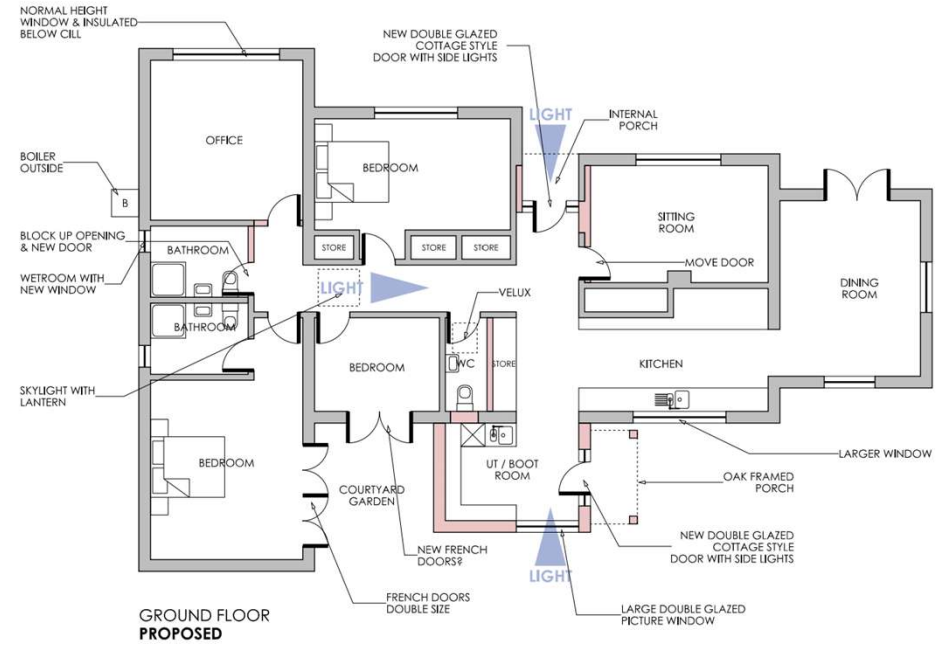 NORMAL HEIGHT
WINDOW & INSULATED
BELOW CILL
NEW DOUBLE GLAZED
COTTAGE STYLE
DOOR WITH SIDE LIGHTS
LIGHT
INTERNAL
PORCH
OFFICE
BOILER
OUTSIDE
B
BEDROOM
SITTING
ROOM
BLOCK UP OPENING
& NEW DOOR
BATHROOM
STORE
STORE
STORE
MOVE DOOR
WETROOM WITH
NEW WINDOW
LIGHT
VELUX
DINING
ROOM
BATHROOM
BEDROOM
WC
STORE
KITCHEN
SKYLIGHT WITH
LANTERN
BEDROOM
UT / BOOT
ROOM
LARGER WINDOW
COURTYARD
GARDEN
OAK FRAMED
PORCH
NEW FRENCH
DOORS?
NEW DOUBLE GLAZED
COTTAGE STYLE
DOOR WITH SIDE LIGHTS
LIGHT
FRENCH DOORS
DOUBLE SIZE
LARGE DOUBLE GLAZED
PICTURE WINDOW
GROUND FLOOR
PROPOSED